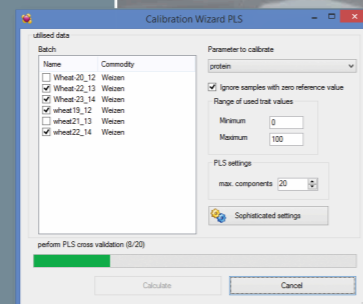 Calibration Wizard PLS
utilised data
Batch
Name Commodity
Wheat-20_12 Weizen
Wheat-22_13 Weizen
Wheat-23_14 Weizen
wheat19_12 Weizen
wheat21_13 Weizen
wheat22_14 Weizen
Parameter to calibrate
protein
Ignore samples with zero reference value
Range of used trait values
Minimum 0
Maximum 100
PLS settings
max. components 20
Sophisticated settings
perform PLS cross validation (8/20)
Calculate
Cancel